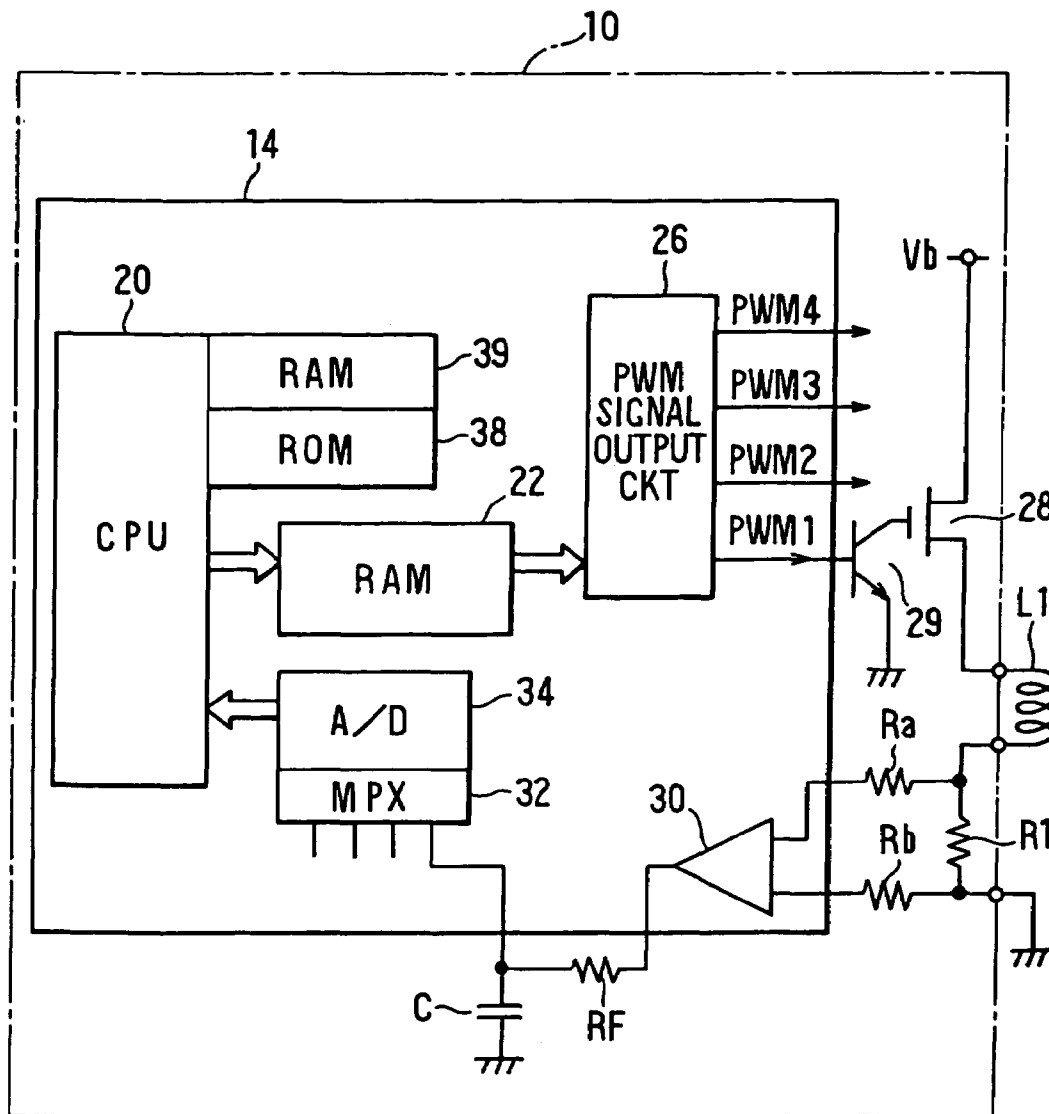 10
14
20
26
Vb
PWM4
RAM
39
PWM
SIGNAL
OUTPUT
CKT
PWM3
ROM
38
PWM2
22
28
CPU
PWM1
RAM
29
L1
34
A/D
Ra
MPX
32
30
R1
Rb
C
RF